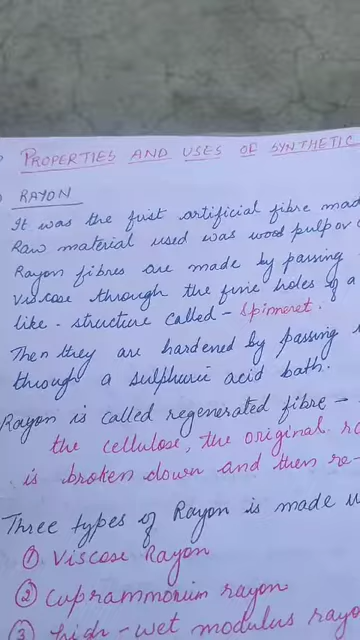 PROPERTIES AND USES OF SYNTHETIC
RAYON
It was the first artificial fibre mad
Raw material used was wood pulp or
Rayon fibres are made by passing
viscose through the fine holes of a
like - structure called - Spinneret.
Then they are hardened by passing
through a sulphuric acid bath.
Rayon is called regenerated fibre -
the cellulose, the original
is broken down and then re-
Three types of Rayon is made
① Viscose Rayon
② Cuprammonium rayon
③ high-wet modulus rayo